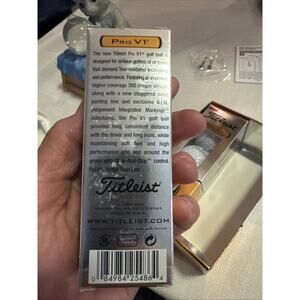 PRO V1
The new Titleist Pro V1 golf ball is
designed for serious golfers of all levels
that demand Tour-validated technology
and performance. Featuring an improved
higher coverage 392 dimple design,
along with a new staggered wave
parting line and exclusive A.I.M.
(Alignment Integrated Marking)
sidestamp, the Pro V1 golf ball
provides long, consistent distance
with the driver and long irons, while
maintaining soft feel and high
performance into and around the
green with Drop-And-Stop™ control.
Titleist
WWW.TITLEIST.COM
0 84984 25486 4